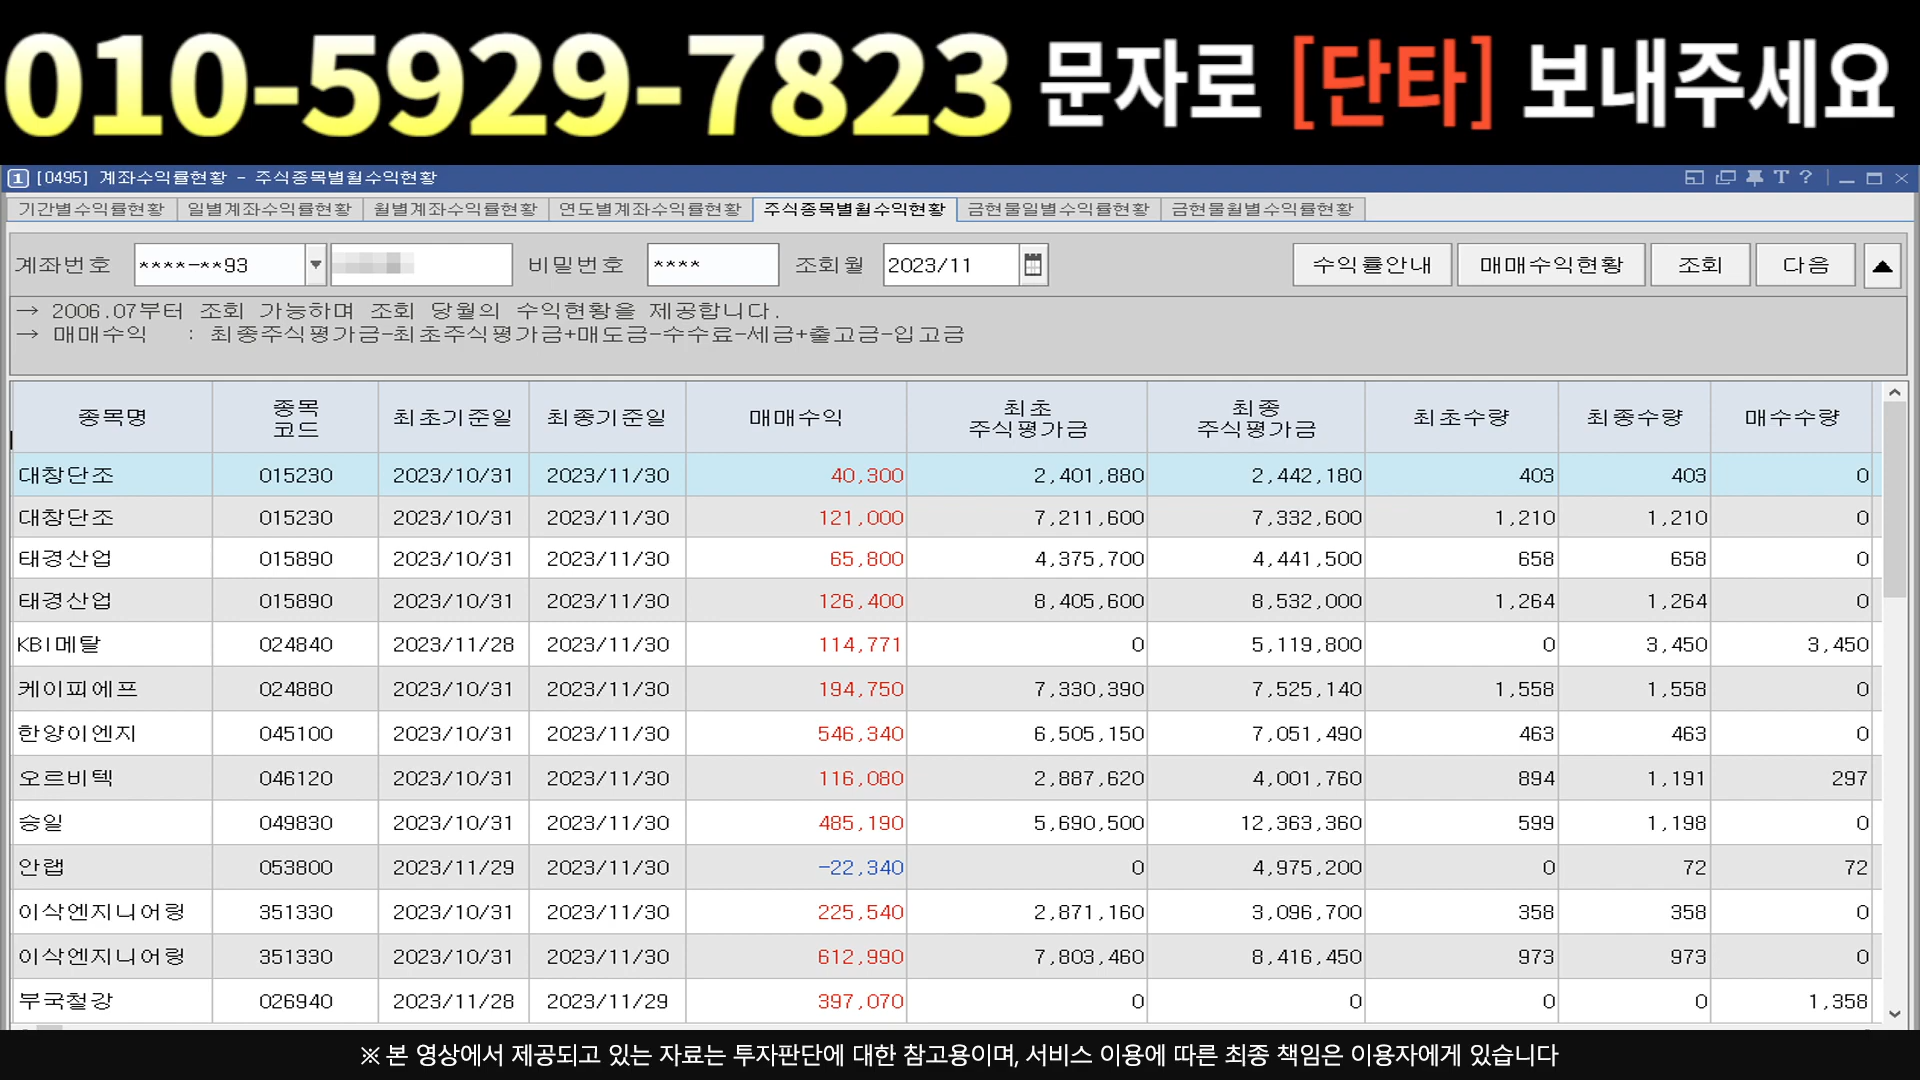 010-5929-7823 문자로 [단타] 보내주세요
1 [0495] 계좌수익률현황 - 주식종목별월수익현황
기간별수익률현황 일별계좌수익률현황 월별계좌수익률현황 연도별계좌수익률현황 주식종목별월수익현황 금현물일별수익률현황 금현물월별수익률현황
계좌번호 ****-**93 비밀번호 **** 조회월 2023/11 수익률안내 매매수익현황 조회 다음
→ 2006.07부터 조회 가능하며 조회 당월의 수익현황을 제공합니다.
→ 매매수익 : 최종주식평가금-최초주식평가금+매도금-수수료-세금+출고금-입고금
종목명 종목코드 최초기준일 최종기준일 매매수익 최초주식평가금 최종주식평가금 최초수량 최종수량 매수수량
대창단조 015230 2023/10/31 2023/11/30 40,300 2,401,880 2,442,180 403 403 0
대창단조 015230 2023/10/31 2023/11/30 121,000 7,211,600 7,332,600 1,210 1,210 0
태경산업 015890 2023/10/31 2023/11/30 65,800 4,375,700 4,441,500 658 658 0
태경산업 015890 2023/10/31 2023/11/30 126,400 8,405,600 8,532,000 1,264 1,264 0
KBI메탈 024840 2023/11/28 2023/11/30 114,771 0 5,119,800 0 3,450 3,450
케이피에프 024880 2023/10/31 2023/11/30 194,750 7,330,390 7,525,140 1,558 1,558 0
한양이엔지 045100 2023/10/31 2023/11/30 546,340 6,505,150 7,051,490 463 463 0
오르비텍 046120 2023/10/31 2023/11/30 116,080 2,887,620 4,001,760 894 1,191 297
승일 049830 2023/10/31 2023/11/30 485,190 5,690,500 12,363,360 599 1,198 0
안랩 053800 2023/11/29 2023/11/30 -22,340 0 4,975,200 0 72 72
이삭엔지니어링 351330 2023/10/31 2023/11/30 225,540 2,871,160 3,096,700 358 358 0
이삭엔지니어링 351330 2023/10/31 2023/11/30 612,990 7,803,460 8,416,450 973 973 0
부국철강 026940 2023/11/28 2023/11/29 397,070 0 0 0 0 1,358
※ 본 영상에서 제공되고 있는 자료는 투자판단에 대한 참고용이며, 서비스 이용에 따른 최종 책임은 이용자에게 있습니다